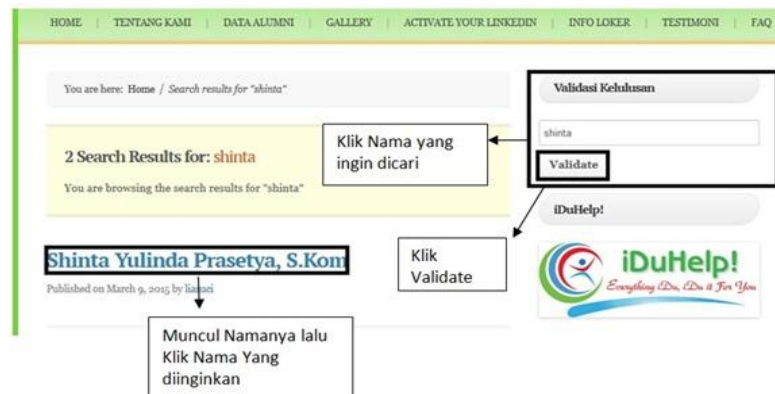 HOME | TENTANG KAMI | DATA ALUMNI | GALLERY | ACTIVATE YOUR LINKEDIN | INFO LOKER | TESTIMONI | FAQ
You are here: Home / Search results for "shinta"
Validasi Kelulusan
shinta
Validate
Klik Nama yang
ingin dicari
2 Search Results for: shinta
You are browsing the search results for "shinta"
iDuHelp!
Klik
Validate
Shinta Yulinda Prasetya, S.Kom
Published on March 9, 2015 by
iDuHelp!
Everything iDu, iDu it For You
Muncul Namanya lalu
Klik Nama Yang
diinginkan